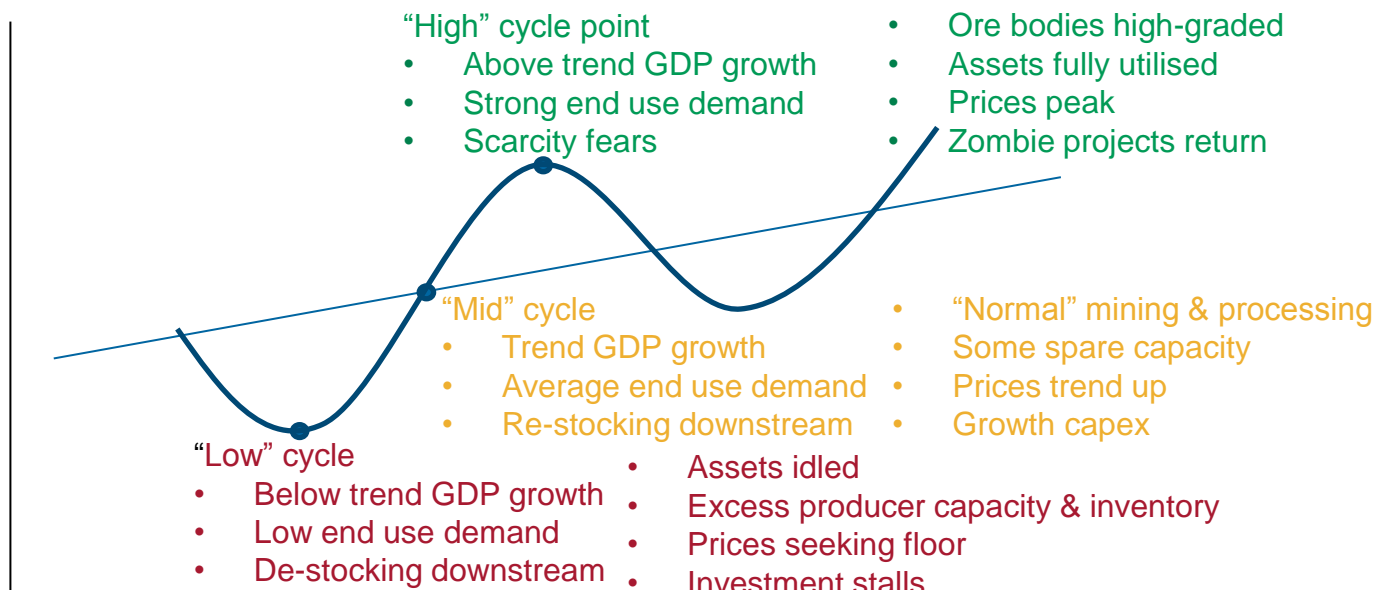 “High” cycle point
• Above trend GDP growth
• Strong end use demand
• Scarcity fears
• Ore bodies high-graded
• Assets fully utilised
• Prices peak
• Zombie projects return
“Mid” cycle
• Trend GDP growth
• Average end use demand
• Re-stocking downstream
• “Normal” mining & processing
• Some spare capacity
• Prices trend up
• Growth capex
“Low” cycle
• Below trend GDP growth
• Low end use demand
• De-stocking downstream
• Assets idled
• Excess producer capacity & inventory
• Prices seeking floor
• Investment stalls